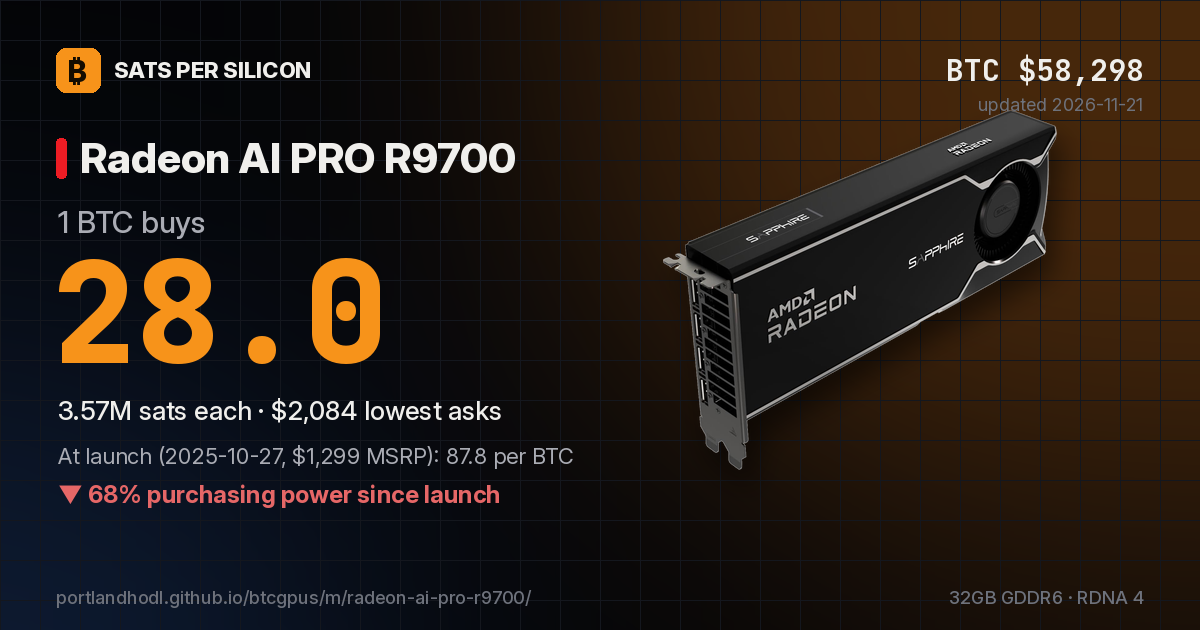 ₿ SATS PER SILICON
BTC $58,298
updated 2026-11-21
Radeon AI PRO R9700
1 BTC buys
28.0
3.57M sats each · $2,084 lowest asks
At launch (2025-10-27, $1,299 MSRP): 87.8 per BTC
▼ 68% purchasing power since launch
AMD RADEON
SAPPHIRE
SAPPHIRE
AMD
RADEON
portlandhodl.github.io/btcgpus/m/radeon-ai-pro-r9700/
32GB GDDR6 · RDNA 4